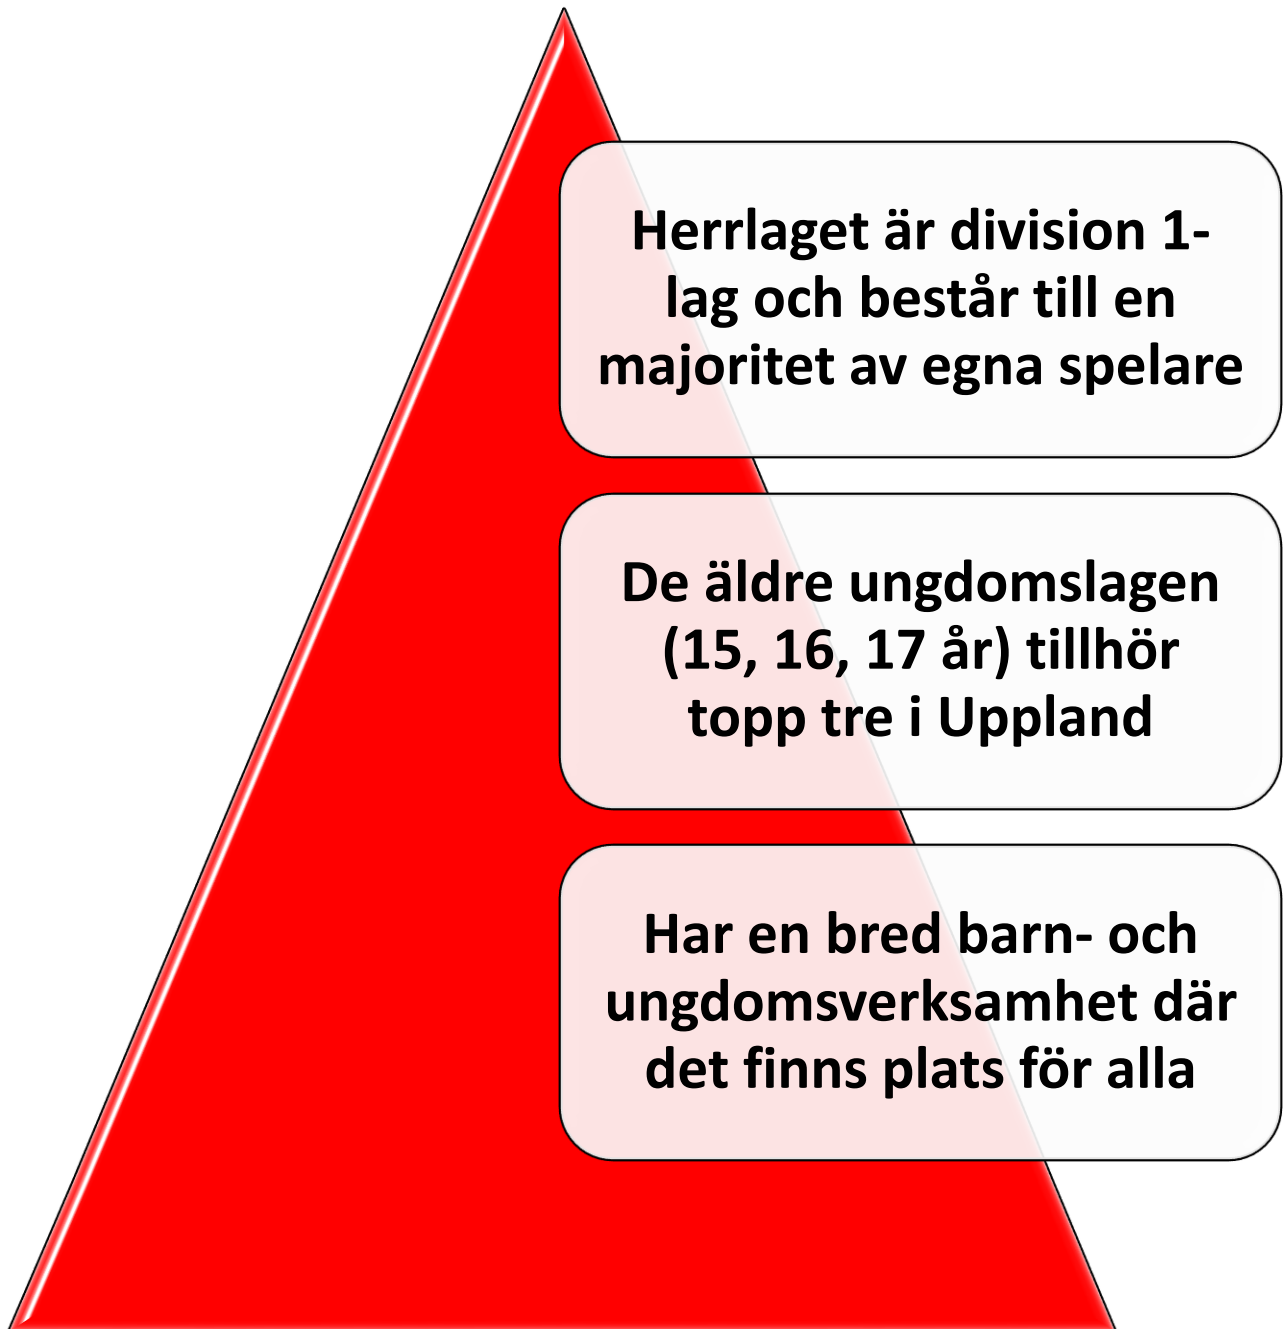 Herrlaget är division 1-
lag och består till en
majoritet av egna spelare
De äldre ungdomslagen
(15, 16, 17 år) tillhör
topp tre i Uppland
Har en bred barn- och
ungdomsverksamhet där
det finns plats för alla